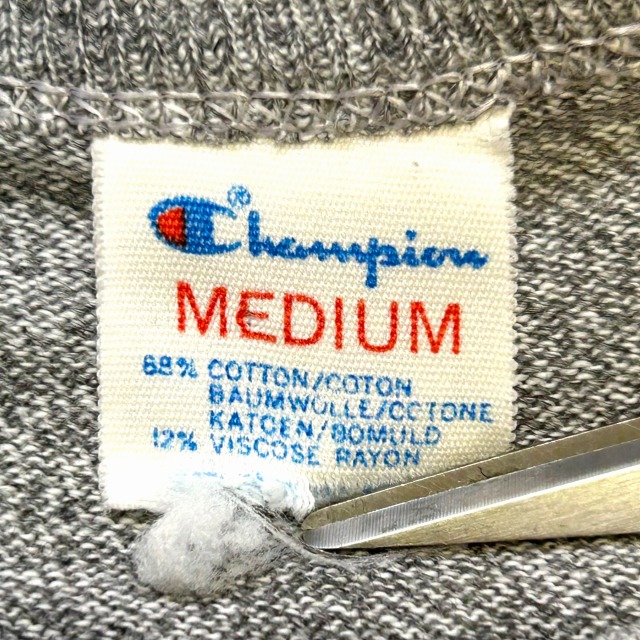 Champion®
MEDIUM
88% COTTON/COTON
BAUMWOLLE/COTONE
KATOEN/BOMULD
12% VISCOSE RAYON